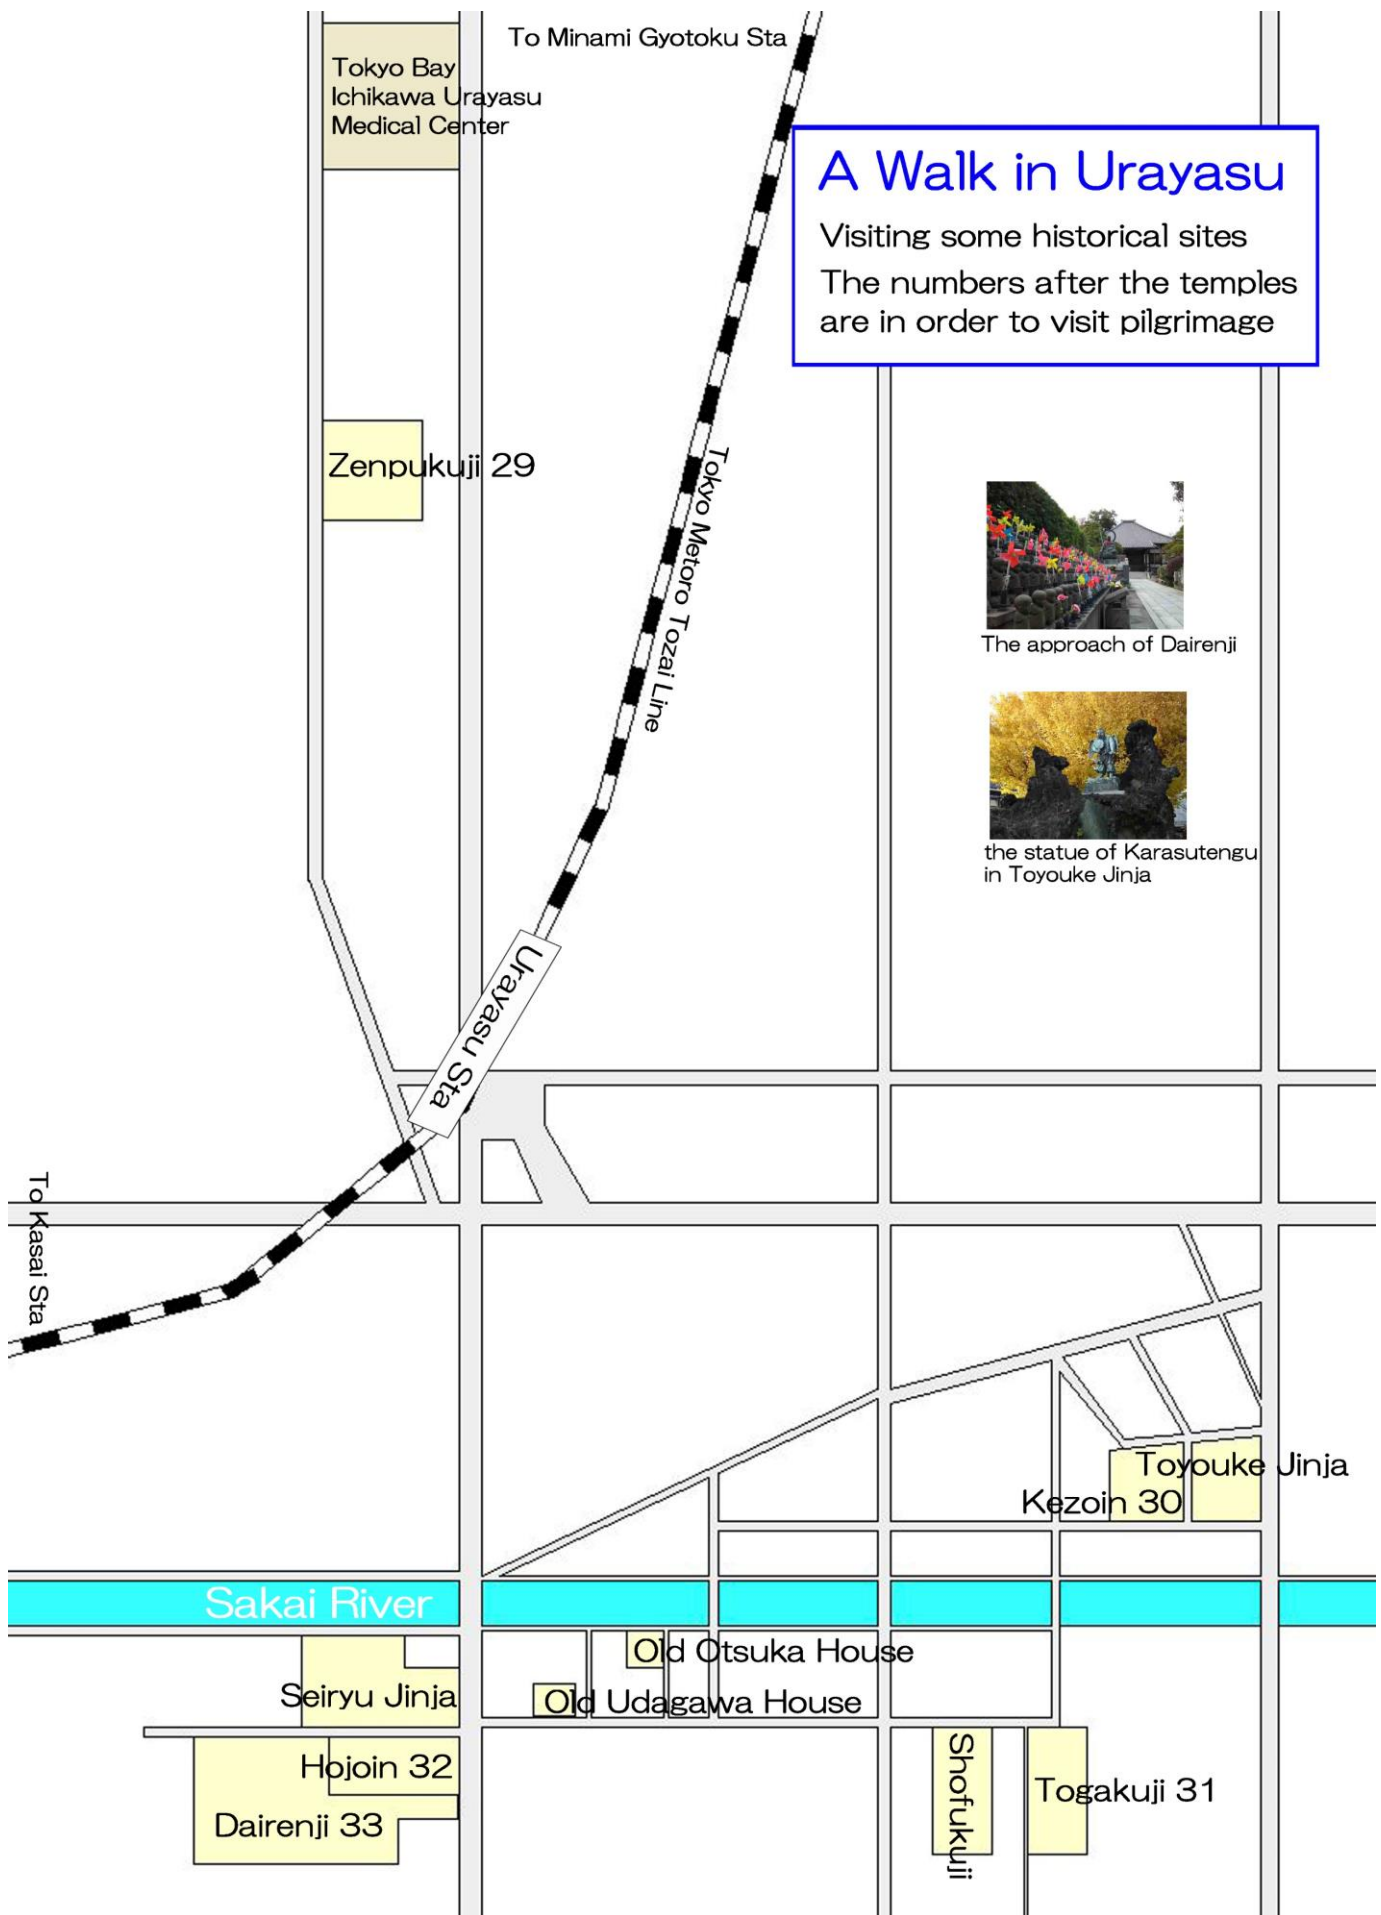 To Minami Gyotoku Sta
Tokyo Bay
Ichikawa Urayasu
Medical Center
A Walk in Urayasu
Visiting some historical sites
The numbers after the temples
are in order to visit pilgrimage
Zenpukuji 29
Tokyo Metoro Tozai Line
The approach of Dairenji
the statue of Karasutengu
in Toyouke Jinja
Urayasu Sta
To Kasai Sta
Toyouke Jinja
Kezoin 30
Sakai River
Old Otsuka House
Seiryu Jinja
Old Udagawa House
Hojoin 32
Shofukuji
Togakuji 31
Dairenji 33